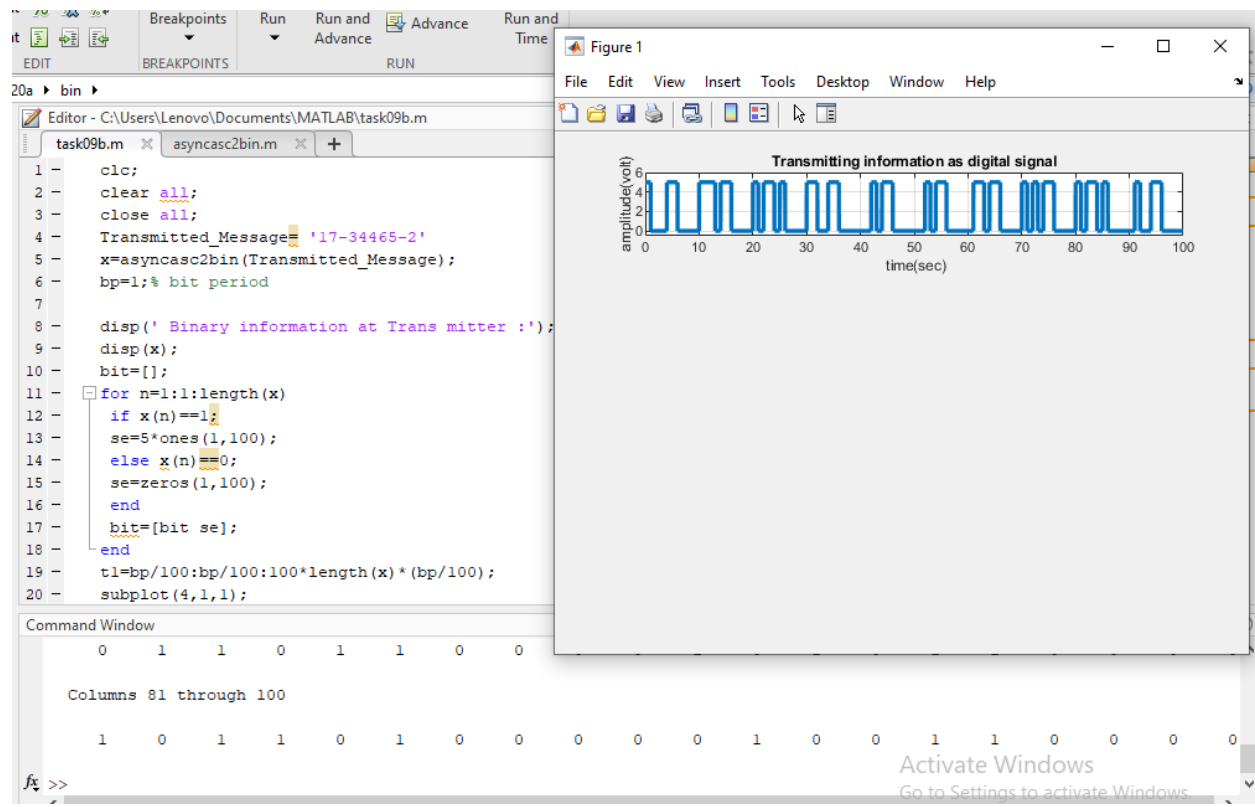 Breakpoints Run Run and Advance Run and
Advance Time
EDIT BREAKPOINTS RUN
20a ▸ bin ▸
Editor - C:\Users\Lenovo\Documents\MATLAB\task09b.m
task09b.m × asyncasc2bin.m × +
1 - clc;
2 - clear all;
3 - close all;
4 - Transmitted_Message= '17-34465-2'
5 - x=asyncasc2bin(Transmitted_Message);
6 - bp=1;% bit period
7
8 - disp(' Binary information at Trans mitter :');
9 - disp(x);
10 - bit=[];
11 - for n=1:1:length(x)
12 - if x(n)==1;
13 - se=5*ones(1,100);
14 - else x(n)==0;
15 - se=zeros(1,100);
16 - end
17 - bit=[bit se];
18 - end
19 - t1=bp/100:bp/100:100*length(x)*(bp/100);
20 - subplot(4,1,1);
Command Window
0 1 1 0 1 1 0 0
Columns 81 through 100
1 0 1 1 0 1 0 0 0 0 0 1 0 0 1 1 0 0 0 0
fx >>
Figure 1
File Edit View Insert Tools Desktop Window Help
Transmitting information as digital signal
amplitude(volt)
6
4
2
0
0 10 20 30 40 50 60 70 80 90 100
time(sec)
Activate Windows
Go to Settings to activate Windows.